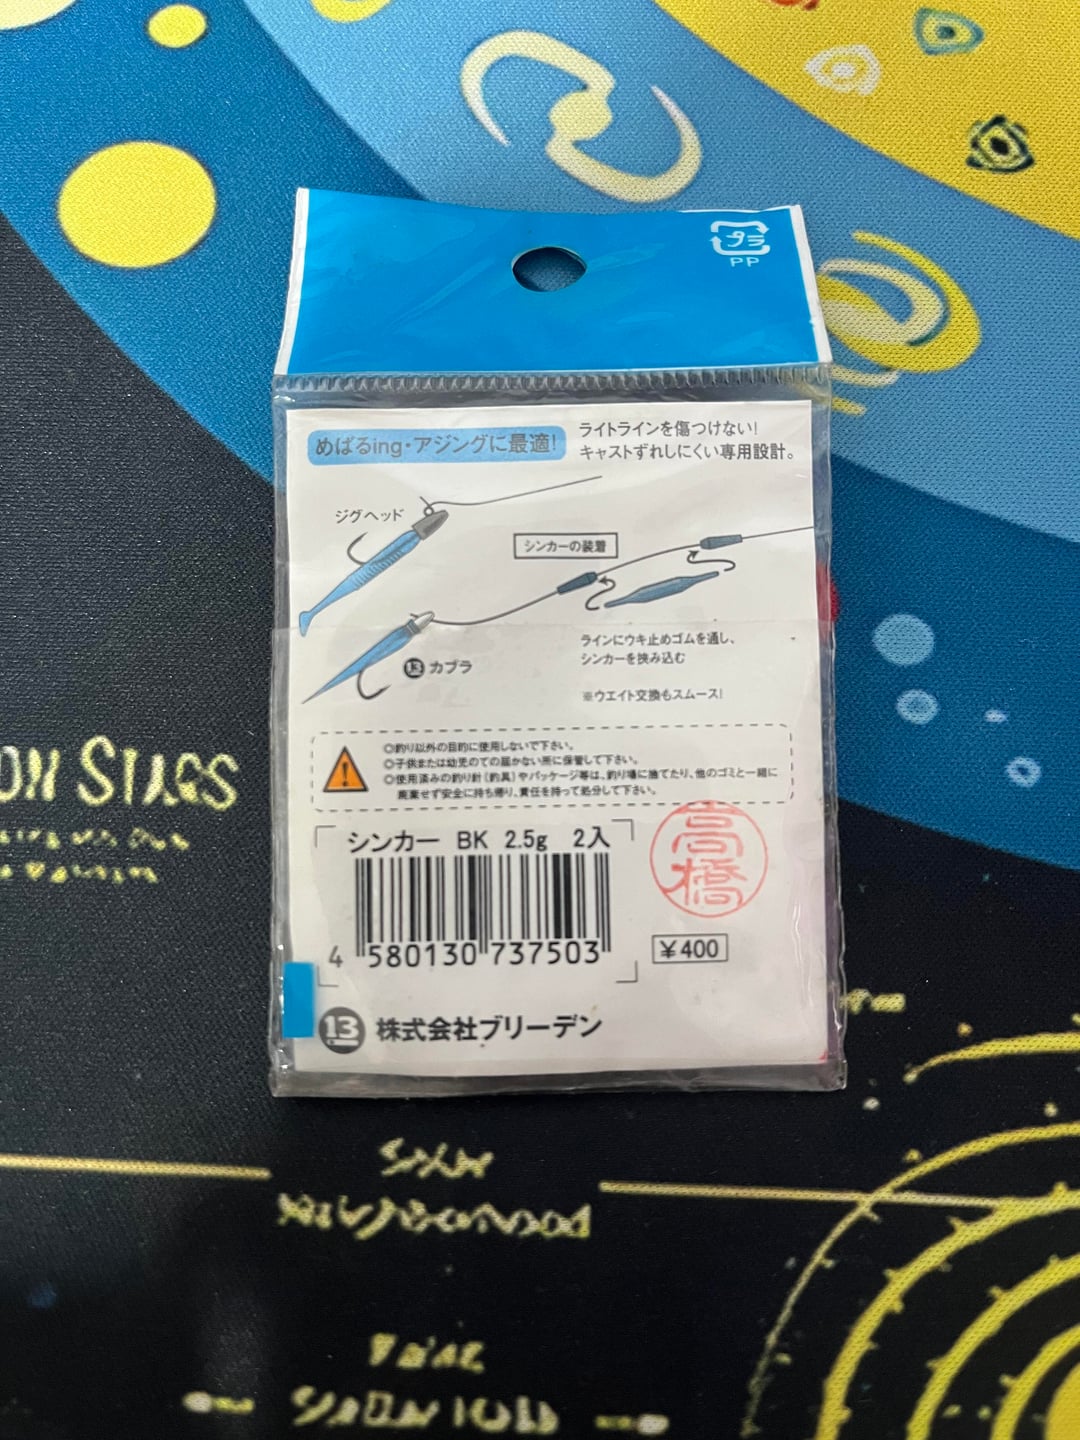 プラ
PP
めばるing・アジングに最適!
ライトラインを傷つけない!
キャストずれしにくい専用設計。
ジグヘッド
シンカーの装着
13 カブラ
ラインにウキ止めゴムを通し、
シンカーを挟み込む
※ウエイト交換もスムース!
◎釣り以外の目的に使用しないで下さい。
◎子供または幼児のての届かない所に保管して下さい。
◎使用済みの釣り針(釣具)やパッケージ等は、釣り場に捨てたり、他のゴミと一緒に
廃棄せず安全に持ち帰り、責任を持って処分して下さい。
シンカー BK 2.5g 2入
高橋
4 580130 737503
¥400
13 株式会社ブリーデン